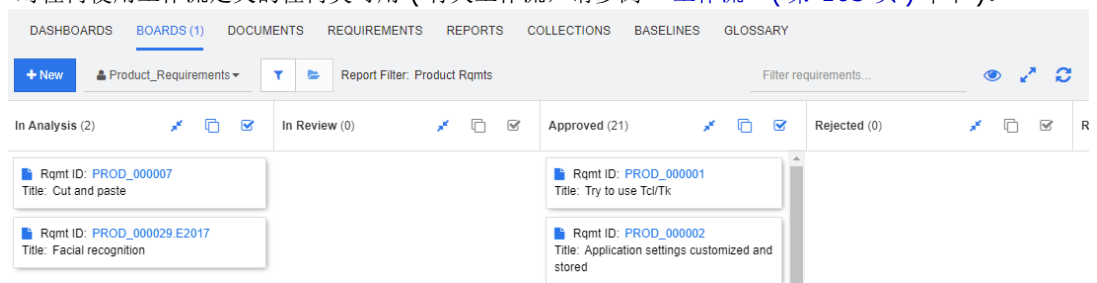 DASHBOARDS BOARDS (1) DOCUMENTS REQUIREMENTS REPORTS COLLECTIONS BASELINES GLOSSARY
+ New Product_Requirements Report Filter: Product Rqmts Filter requirements...
In Analysis (2) In Review (0) Approved (21) Rejected (0) R
Rqmt ID: PROD_000007
Title: Cut and paste
Rqmt ID: PROD_000029.E2017
Title: Facial recognition
Rqmt ID: PROD_000001
Title: Try to use Tcl/Tk
Rqmt ID: PROD_000002
Title: Application settings customized and
stored